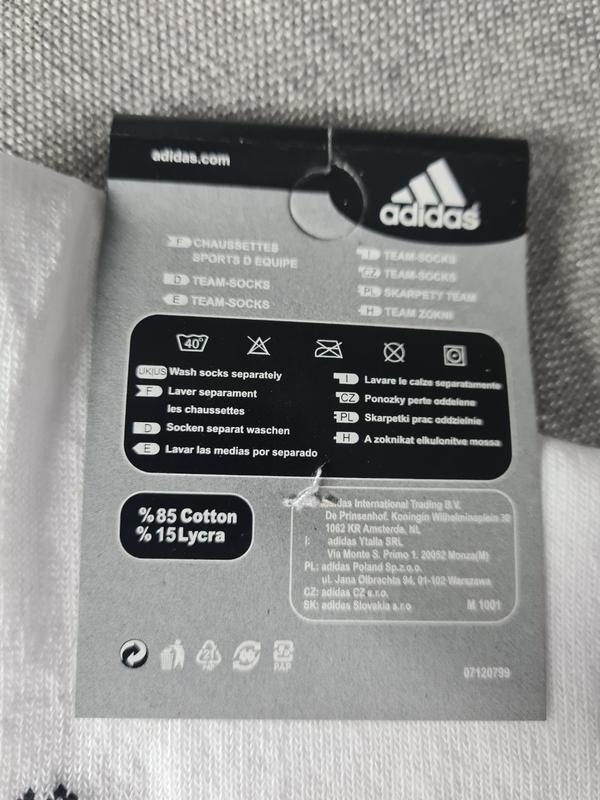 adidas.com
adidas
F CHAUSSETTES
SPORTS D EQUIPE
D TEAM-SOCKS
E TEAM-SOCKS
I TEAM-SOCKS
CZ TEAM-SOCKS
PL SKARPETY TEAM
H TEAM ZOKNI
40°
UK|US Wash socks separately
F Laver separament
les chaussettes
D Socken separat waschen
E Lavar las medias por separado
I Lavare le calze separatamente
CZ Ponozky perte oddelene
PL Skarpetki prac oddzielnie
H A zoknikat elkulonitve mossa
%85 Cotton
%15 Lycra
adidas International Trading B.V.
De Prinsenhof. Koningin Wilhelminaplein 30
1062 KR Amsterda, NL
I: adidas Ytalla SRL
Via Monte S. Primo 1. 20052 Monza(M)
PL: adidas Poland Sp.z.o.o.
ul. Jana Olbrachta 94, 01-102 Warszawa
CZ: adidas CZ s.r.o.
SK: adidas Slovakia s.r.o M 1001
21
PAP
PAP
07120799